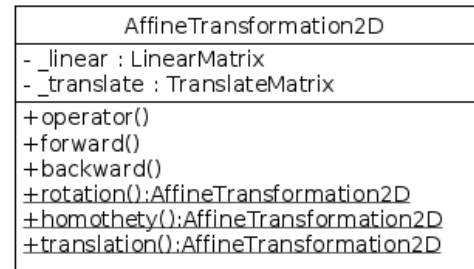 AffineTransformation2D
- _linear : LinearMatrix
- _translate : TranslateMatrix
+operator()
+forward()
+backward()
+rotation():AffineTransformation2D
+homothety():AffineTransformation2D
+translation():AffineTransformation2D